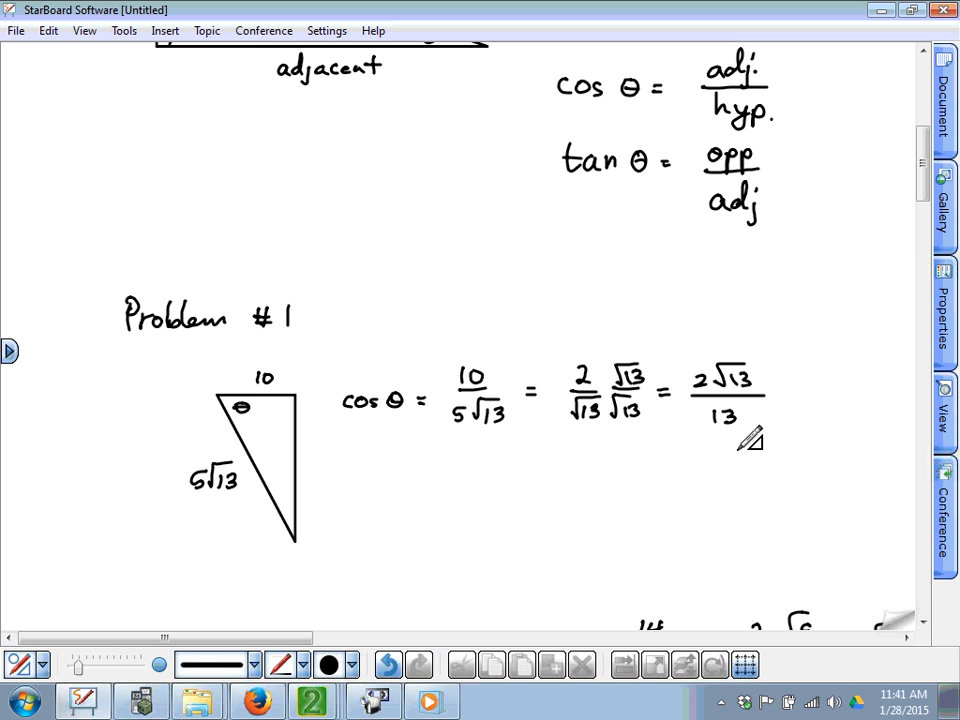 StarBoard Software [Untitled]
File Edit View Tools Insert Topic Conference Settings Help
adjacent
cos θ = adj. / hyp.
tan θ = opp / adj
Problem # 1
10
θ
5√13
cos θ = 10 / 5√13 = 2 / √13 √13 / √13 = 2√13 / 13
Document
Gallery
Properties
View
Conference
11:41 AM
1/28/2015